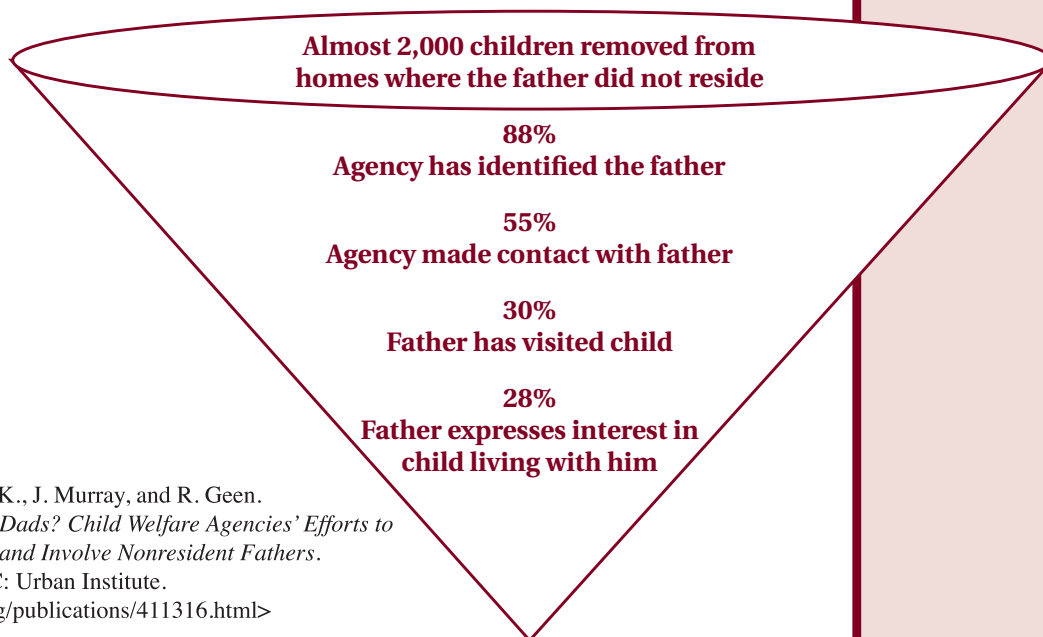 Almost 2,000 children removed from
homes where the father did not reside
88%
Agency has identified the father
55%
Agency made contact with father
30%
Father has visited child
28%
Father expresses interest in
child living with him
K., J. Murray, and R. Geen.
Dads? Child Welfare Agencies’ Efforts to
and Involve Nonresident Fathers.
: Urban Institute.
/publications/411316.html>